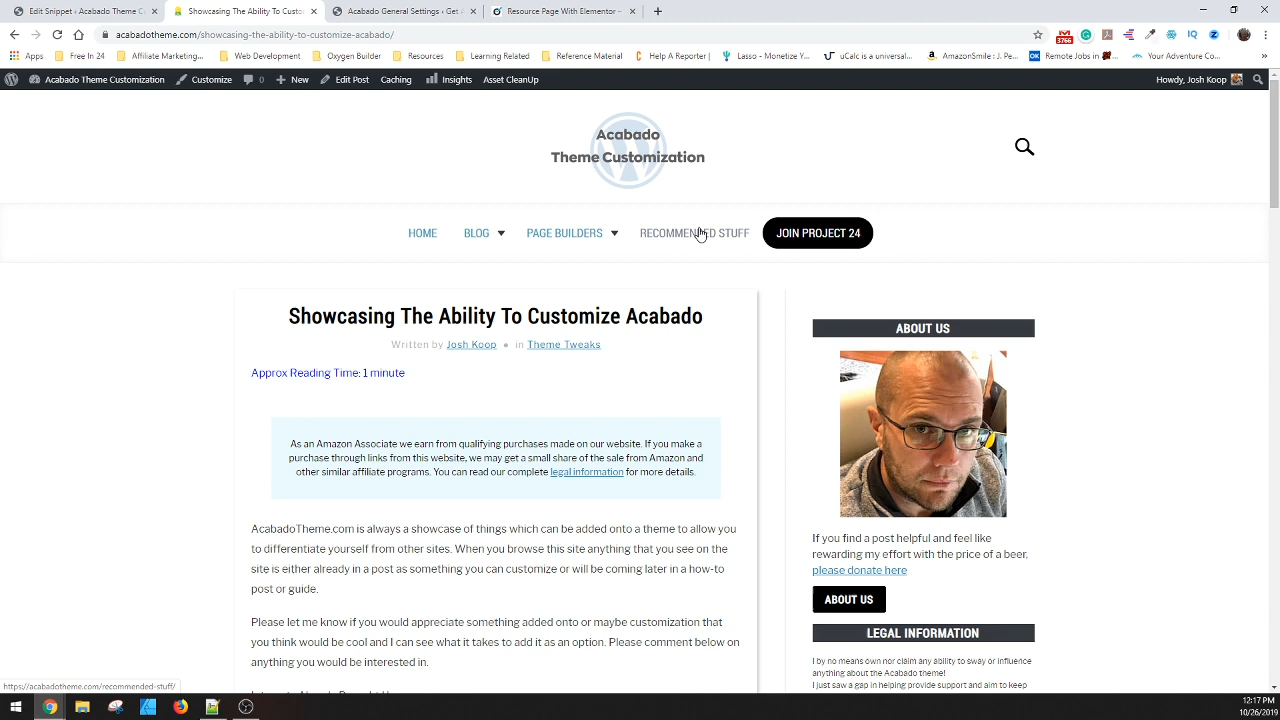 Edit Snippet ‹ Acabado Theme C
Showcasing The Ability To Custo
Acabado General Settings ‹ Get A
Resource Page With Elementor –
acabadotheme.com/showcasing-the-ability-to-customize-acabado/
3766
Apps
Free In 24
Affiliate Marketing...
Web Design
Oxygen Builder
Resources
Learning Related
Reference Material
Help A Reporter |
Lasso - Monetize Y...
uCalc is a universal...
AmazonSmile : J. Pe...
Remote Jobs in
Your Adventure Co...
»
Acabado Theme Customization
Customize
0
New
Edit Post
Caching
Insights
Asset CleanUp
Howdy, Josh Koop
Acabado
Theme Customization
HOME
BLOG
PAGE BUILDERS
RECOMMENDED STUFF
JOIN PROJECT 24
Showcasing The Ability To Customize Acabado
Written by Josh Koop • in Theme Tweaks
Approx Reading Time: 1 minute
As an Amazon Associate we earn from qualifying purchases made on our website. If you make a
purchase through links from this website, we may get a small share of the sale from Amazon and
other similar affiliate programs. You can read our complete legal information for more details.
AcabadoTheme.com is always a showcase of things which can be added onto a theme to allow you
to differentiate yourself from other sites. When you browse this site anything that you see on the
site is either already in a post as something you can customize or will be coming later in a how-to
post or guide.
Please let me know if you would appreciate something added onto or maybe customization that
you think would be cool and I can see what it takes to add it as an option. Please comment below on
anything you would be interested in.
ABOUT US
If you find a post helpful and feel like
rewarding my effort with the price of a beer,
please donate here
ABOUT US
LEGAL INFORMATION
I by no means own nor claim any ability to sway or influence
anything about the Acabado theme!
I just saw a gap in helping provide support and aim to keep
https://acabadotheme.com/recommended-stuff/
12:17 PM
10/26/2019